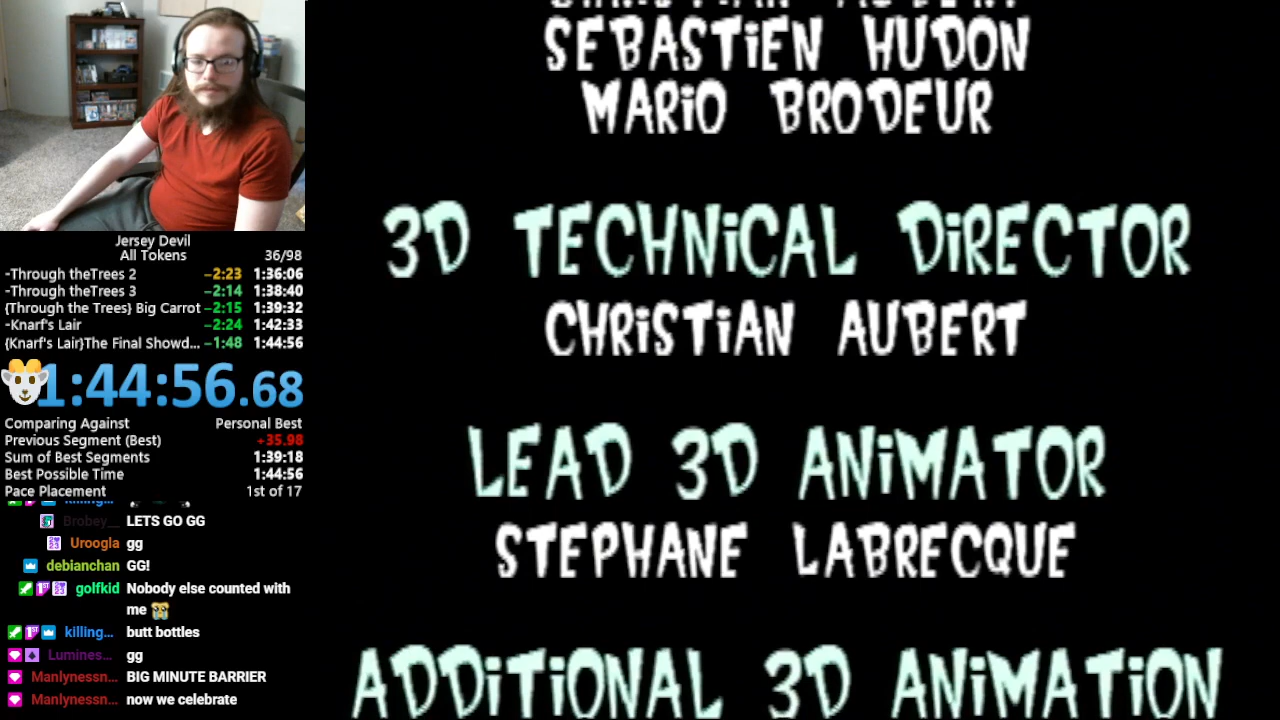 SEBASTiEN HUDON
MARiO BRODEUR
3D TECHNiCAL DiRECTOR
CHRiSTiAN AUBERT
LEAD 3D ANiMATOR
STEPHANE LABRECQUE
ADDiTiONAL 3D ANiMATiON
Jersey Devil
All Tokens 36/98
-Through theTrees 2 −2:23 1:36:06
-Through theTrees 3 −2:14 1:38:40
{Through the Trees} Big Carrot −2:15 1:39:32
-Knarf's Lair −2:24 1:42:33
{Knarf's Lair}The Final Showd... −1:48 1:44:56
1:44:56.68
Comparing Against Personal Best
Previous Segment (Best) +35.98
Sum of Best Segments 1:39:18
Best Possible Time 1:44:56
Pace Placement 1st of 17
Brobey__ LETS GO GG
Uroogla gg
debianchan GG!
golfkid Nobody else counted with
me
killing... butt bottles
Lumines... gg
Manlynessn... BIG MINUTE BARRIER
Manlynessn... now we celebrate